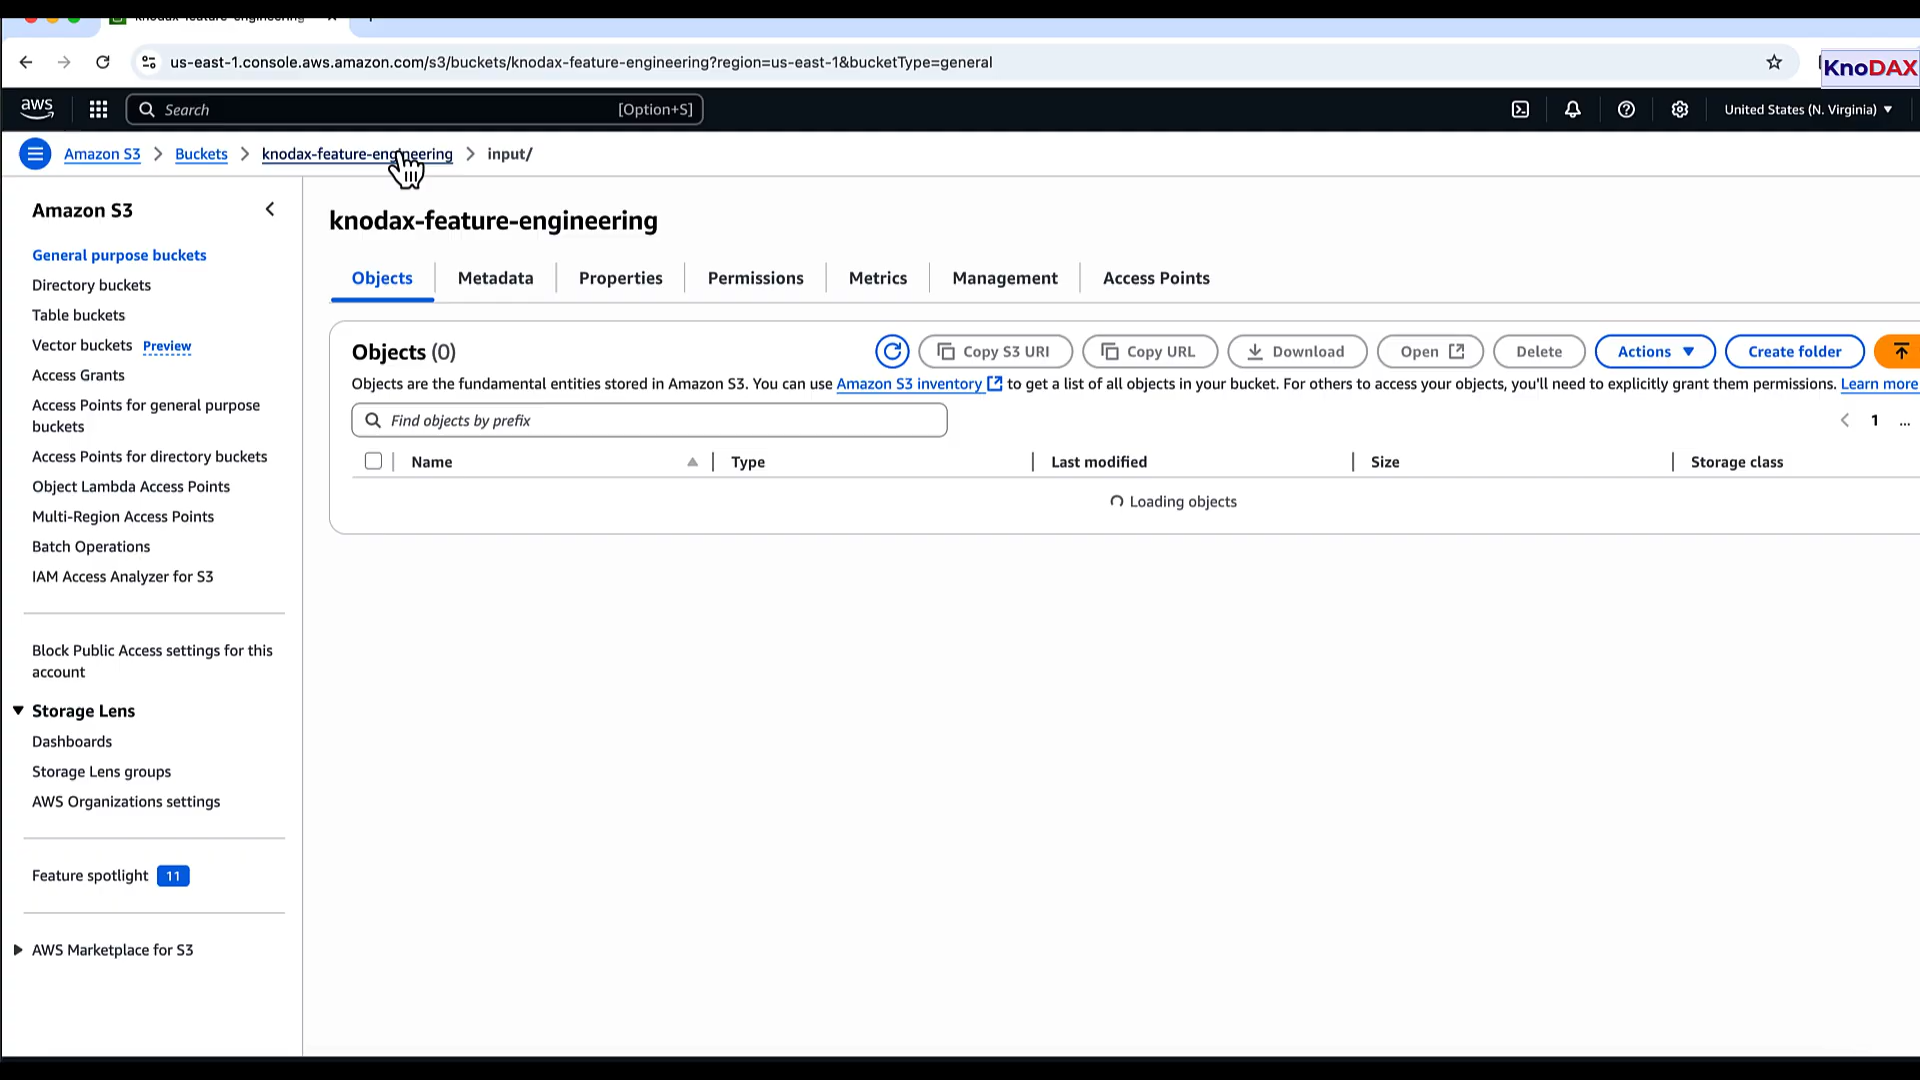 us-east-1.console.aws.amazon.com/s3/buckets/knodax-feature-engineering?region=us-east-1&bucketType=general
KnoDAX
aws
Search
[Option+S]
United States (N. Virginia)
Amazon S3
Buckets
knodax-feature-engineering
input/
Amazon S3
General purpose buckets
Directory buckets
Table buckets
Vector buckets Preview
Access Grants
Access Points for general purpose
buckets
Access Points for directory buckets
Object Lambda Access Points
Multi-Region Access Points
Batch Operations
IAM Access Analyzer for S3
Block Public Access settings for this
account
Storage Lens
Dashboards
Storage Lens groups
AWS Organizations settings
Feature spotlight 11
AWS Marketplace for S3
knodax-feature-engineering
Objects
Metadata
Properties
Permissions
Metrics
Management
Access Points
Objects (0)
Copy S3 URI
Copy URL
Download
Open
Delete
Actions
Create folder
Objects are the fundamental entities stored in Amazon S3. You can use Amazon S3 inventory to get a list of all objects in your bucket. For others to access your objects, you'll need to explicitly grant them permissions. Learn more
Find objects by prefix
1
...
Name
Type
Last modified
Size
Storage class
Loading objects